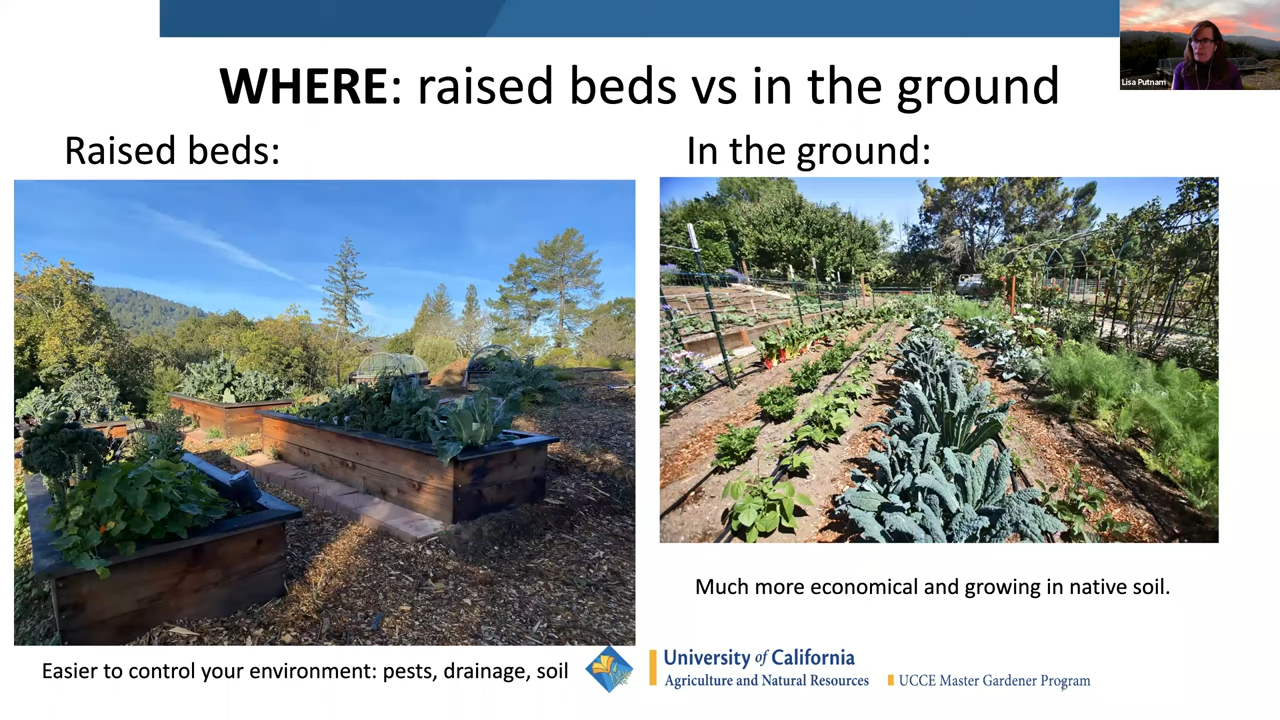 Lisa Putnam
WHERE: raised beds vs in the ground
Raised beds:
In the ground:
Much more economical and growing in native soil.
Easier to control your environment: pests, drainage, soil
University of California
Agriculture and Natural Resources
UCCE Master Gardener Program